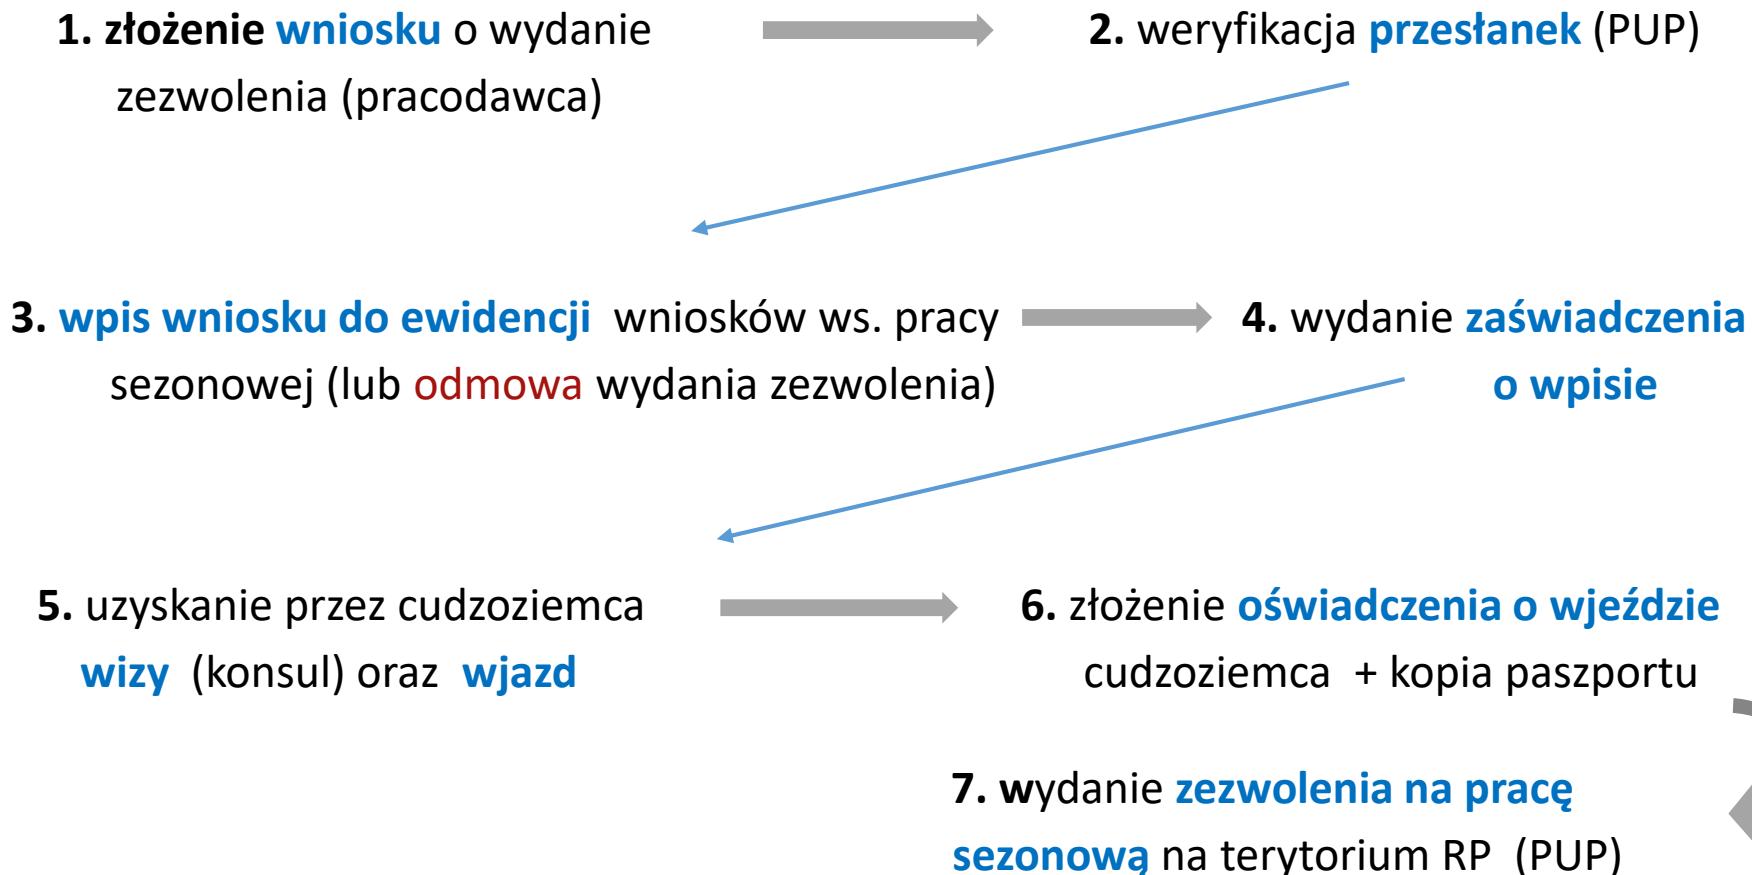 1. złożenie wniosku o wydanie
zezwolenia (pracodawca)
2. weryfikacja przesłanek (PUP)
3. wpis wniosku do ewidencji wniosków ws. pracy
sezonowej (lub odmowa wydania zezwolenia)
4. wydanie zaświadczenia
o wpisie
5. uzyskanie przez cudzoziemca
wizy (konsul) oraz wjazd
6. złożenie oświadczenia o wjeździe
cudzoziemca + kopia paszportu
7. wydanie zezwolenia na pracę
sezonową na terytorium RP (PUP)